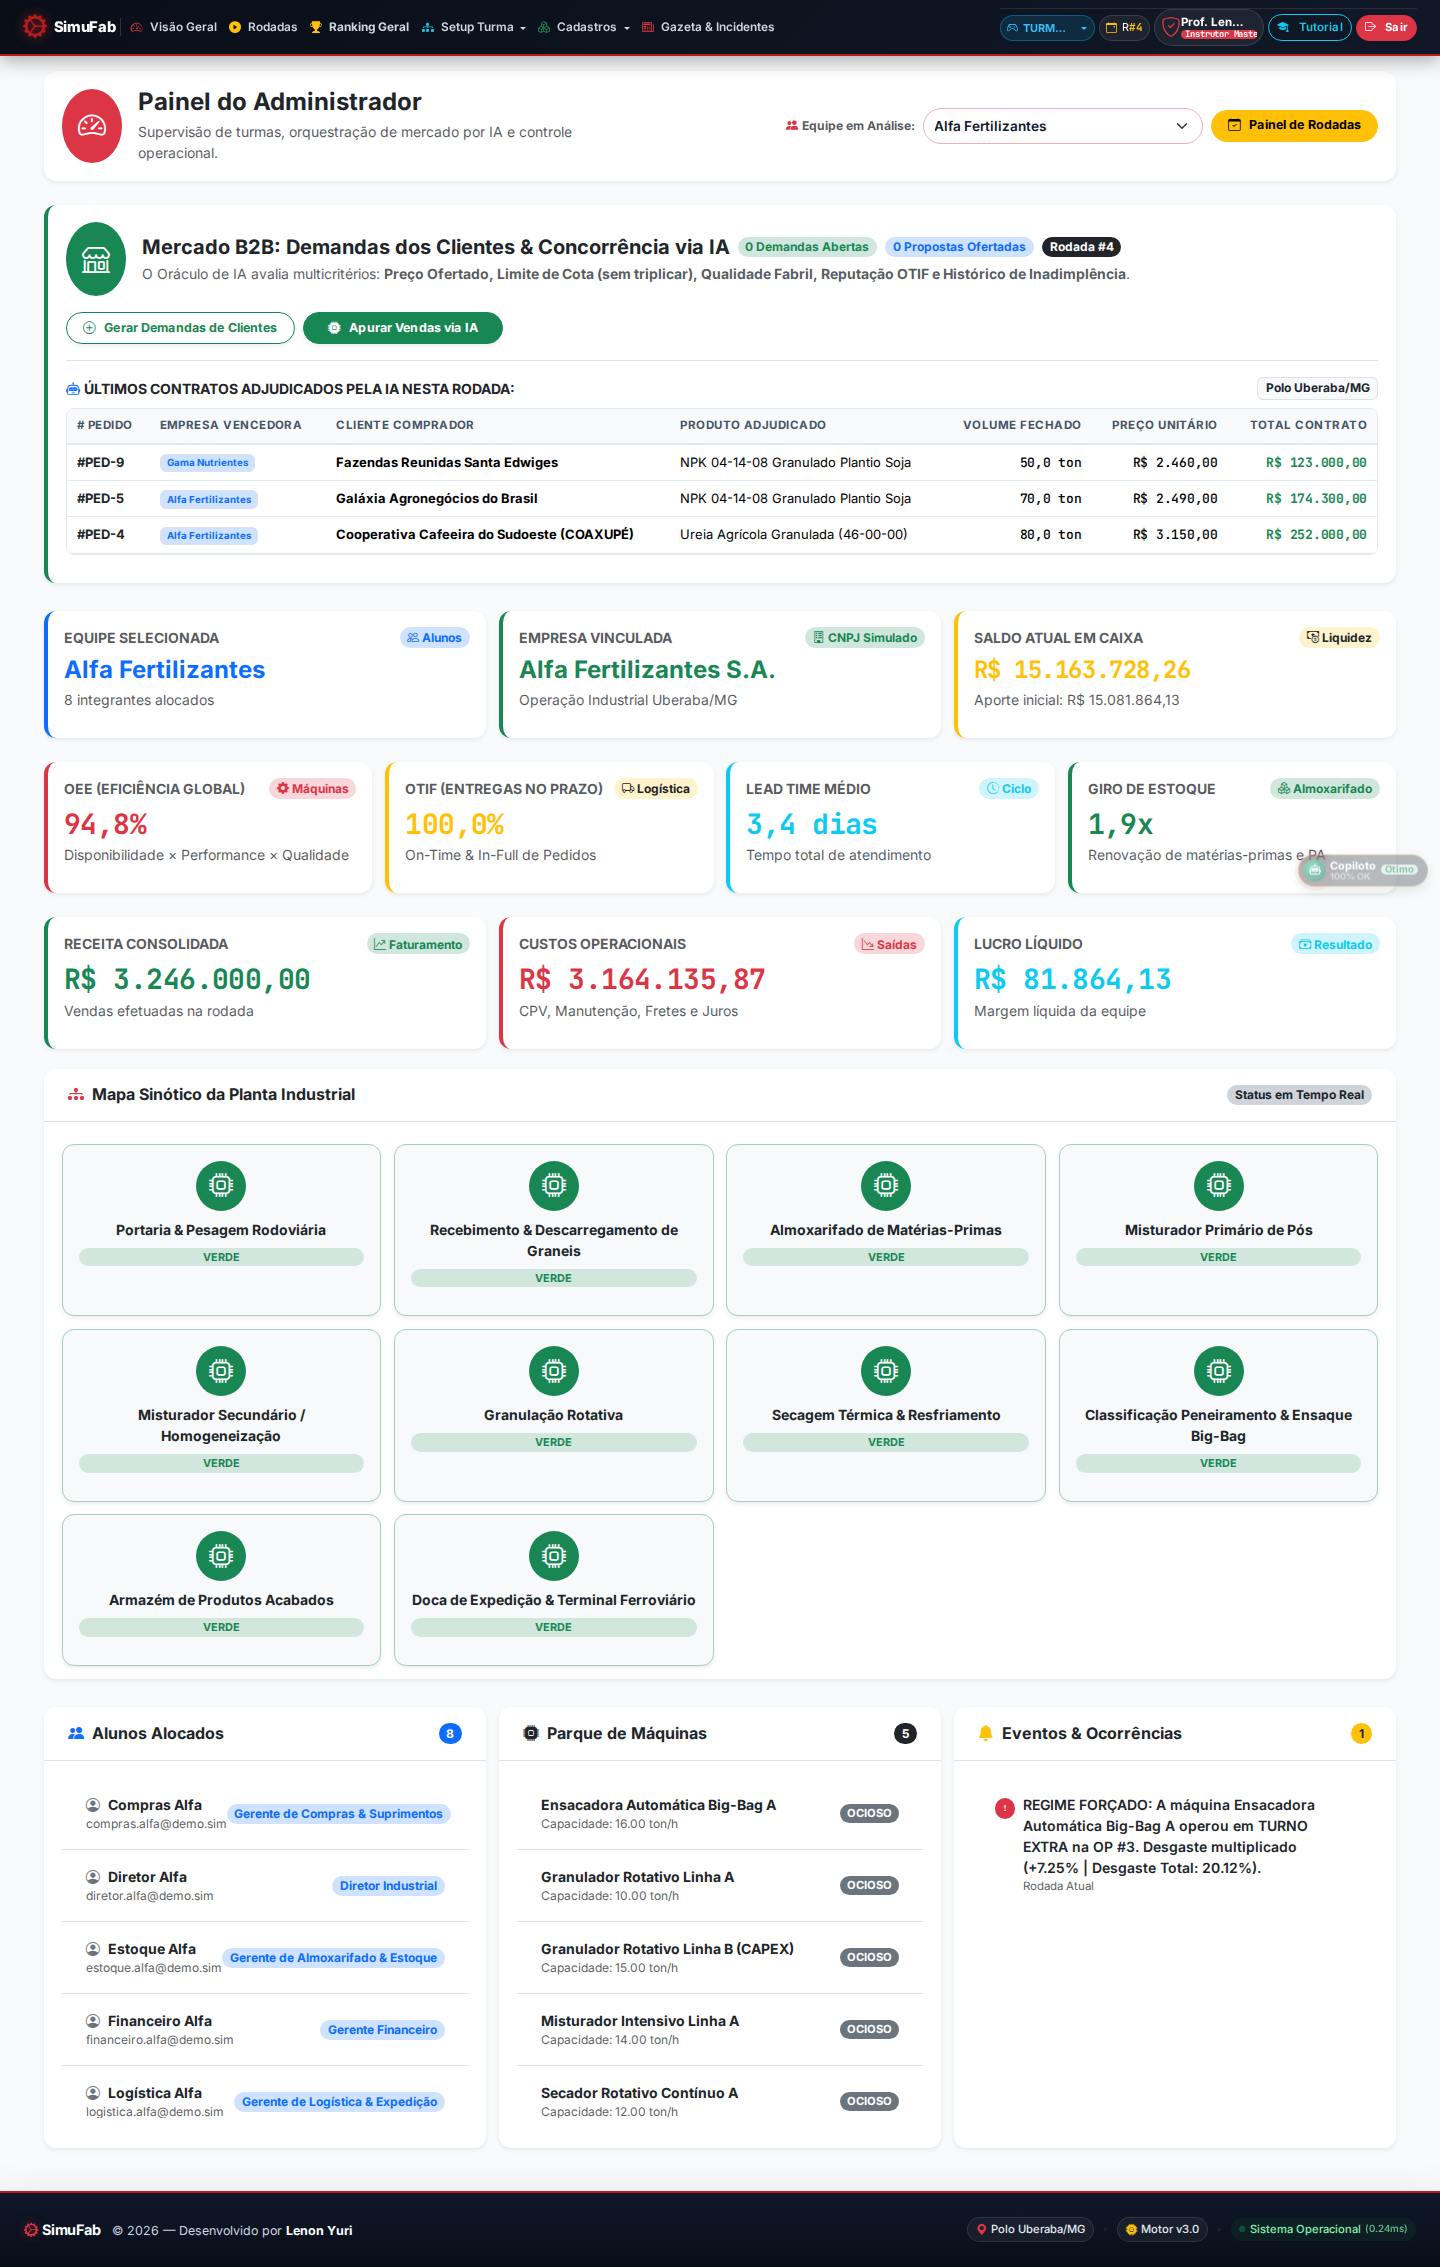 SimuFab
Visão Geral
Rodadas
Ranking Geral
Setup Turma
Cadastros
Gazeta & Incidentes
TURM...
R#4
Prof. Len...
Instrutor Maste
Tutorial
Sair
Painel do Administrador
Supervisão de turmas, orquestração de mercado por IA e controle
operacional.
Equipe em Análise:
Alfa Fertilizantes
Painel de Rodadas
Mercado B2B: Demandas dos Clientes & Concorrência via IA
0 Demandas Abertas
0 Propostas Ofertadas
Rodada #4
O Oráculo de IA avalia multicritérios: Preço Ofertado, Limite de Cota (sem triplicar), Qualidade Fabril, Reputação OTIF e Histórico de Inadimplência.
Gerar Demandas de Clientes
Apurar Vendas via IA
ÚLTIMOS CONTRATOS ADJUDICADOS PELA IA NESTA RODADA:
Polo Uberaba/MG
# PEDIDO EMPRESA VENCEDORA CLIENTE COMPRADOR PRODUTO ADJUDICADO VOLUME FECHADO PREÇO UNITÁRIO TOTAL CONTRATO
#PED-9 Gama Nutrientes Fazendas Reunidas Santa Edwiges NPK 04-14-08 Granulado Plantio Soja 50,0 ton R$ 2.460,00 R$ 123.000,00
#PED-5 Alfa Fertilizantes Galáxia Agronegócios do Brasil NPK 04-14-08 Granulado Plantio Soja 70,0 ton R$ 2.490,00 R$ 174.300,00
#PED-4 Alfa Fertilizantes Cooperativa Cafeeira do Sudoeste (COAXUPÉ) Ureia Agrícola Granulada (46-00-00) 80,0 ton R$ 3.150,00 R$ 252.000,00
EQUIPE SELECIONADA
Alunos
Alfa Fertilizantes
8 integrantes alocados
EMPRESA VINCULADA
CNPJ Simulado
Alfa Fertilizantes S.A.
Operação Industrial Uberaba/MG
SALDO ATUAL EM CAIXA
Liquidez
R$ 15.163.728,26
Aporte inicial: R$ 15.081.864,13
OEE (EFICIÊNCIA GLOBAL)
Máquinas
94,8%
Disponibilidade × Performance × Qualidade
OTIF (ENTREGAS NO PRAZO)
Logística
100,0%
On-Time & In-Full de Pedidos
LEAD TIME MÉDIO
Ciclo
3,4 dias
Tempo total de atendimento
GIRO DE ESTOQUE
Almoxarifado
1,9x
Renovação de matérias-primas e PA
Copiloto
100% OK
Ótimo
RECEITA CONSOLIDADA
Faturamento
R$ 3.246.000,00
Vendas efetuadas na rodada
CUSTOS OPERACIONAIS
Saídas
R$ 3.164.135,87
CPV, Manutenção, Fretes e Juros
LUCRO LÍQUIDO
Resultado
R$ 81.864,13
Margem líquida da equipe
Mapa Sinótico da Planta Industrial
Status em Tempo Real
Portaria & Pesagem Rodoviária
VERDE
Recebimento & Descarregamento de
Graneis
VERDE
Almoxarifado de Matérias-Primas
VERDE
Misturador Primário de Pós
VERDE
Misturador Secundário /
Homogeneização
VERDE
Granulação Rotativa
VERDE
Secagem Térmica & Resfriamento
VERDE
Classificação Peneiramento & Ensaque
Big-Bag
VERDE
Armazém de Produtos Acabados
VERDE
Doca de Expedição & Terminal Ferroviário
VERDE
Alunos Alocados
8
Compras Alfa
compras.alfa@demo.sim
Gerente de Compras & Suprimentos
Diretor Alfa
diretor.alfa@demo.sim
Diretor Industrial
Estoque Alfa
estoque.alfa@demo.sim
Gerente de Almoxarifado & Estoque
Financeiro Alfa
financeiro.alfa@demo.sim
Gerente Financeiro
Logística Alfa
logistica.alfa@demo.sim
Gerente de Logística & Expedição
Parque de Máquinas
5
Ensacadora Automática Big-Bag A
Capacidade: 16.00 ton/h
OCIOSO
Granulador Rotativo Linha A
Capacidade: 10.00 ton/h
OCIOSO
Granulador Rotativo Linha B (CAPEX)
Capacidade: 15.00 ton/h
OCIOSO
Misturador Intensivo Linha A
Capacidade: 14.00 ton/h
OCIOSO
Secador Rotativo Contínuo A
Capacidade: 12.00 ton/h
OCIOSO
Eventos & Ocorrências
1
REGIME FORÇADO: A máquina Ensacadora
Automática Big-Bag A operou em TURNO
EXTRA na OP #3. Desgaste multiplicado
(+7.25% | Desgaste Total: 20.12%).
Rodada Atual
SimuFab
© 2026 — Desenvolvido por Lenon Yuri
Polo Uberaba/MG
Motor v3.0
Sistema Operacional (0.24ms)